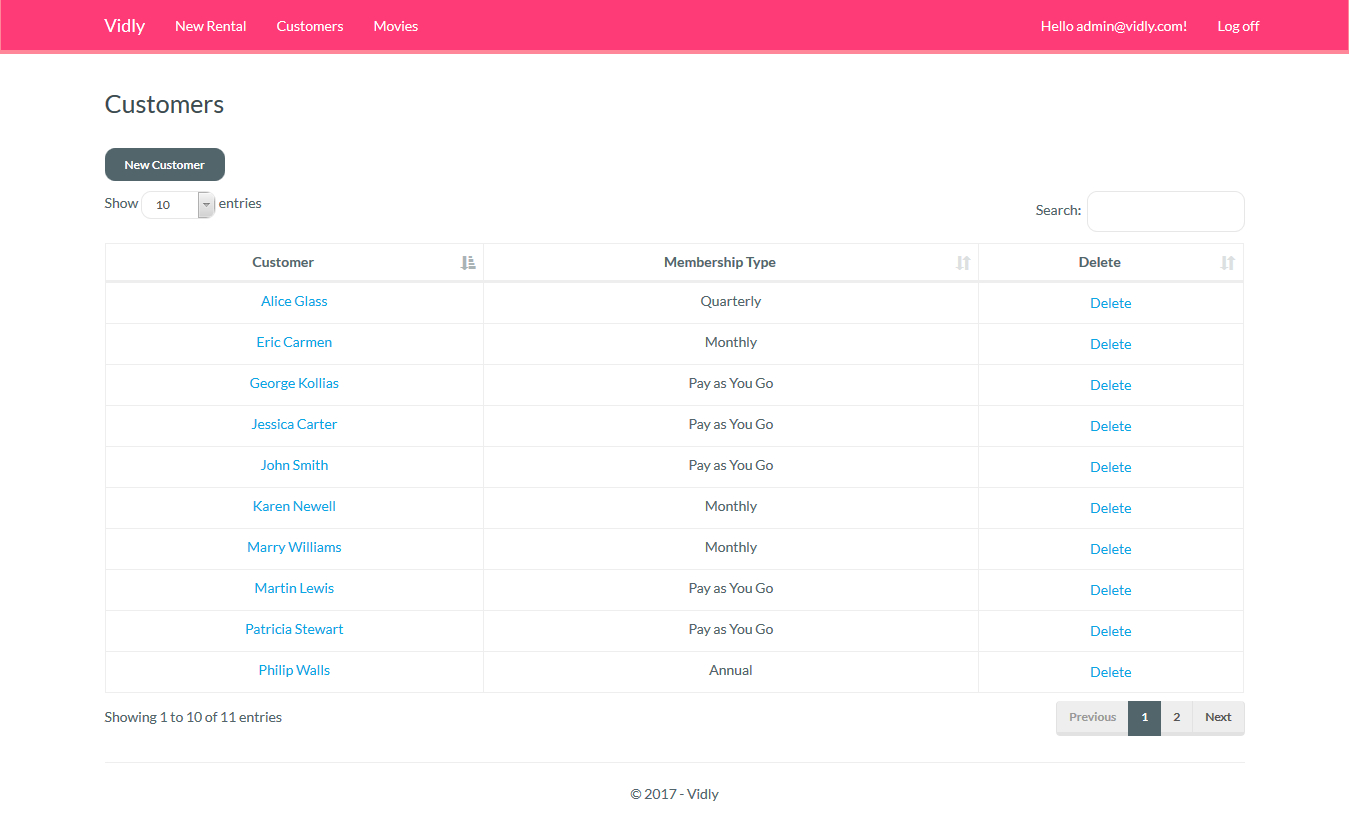 Vidly New Rental Customers Movies Hello admin@vidly.com! Log off
Customers
New Customer
Show 10 entries Search:
Customer Membership Type Delete
Alice Glass Quarterly Delete
Eric Carmen Monthly Delete
George Kollias Pay as You Go Delete
Jessica Carter Pay as You Go Delete
John Smith Pay as You Go Delete
Karen Newell Monthly Delete
Marry Williams Monthly Delete
Martin Lewis Pay as You Go Delete
Patricia Stewart Pay as You Go Delete
Philip Walls Annual Delete
Showing 1 to 10 of 11 entries Previous 1 2 Next
© 2017 - Vidly